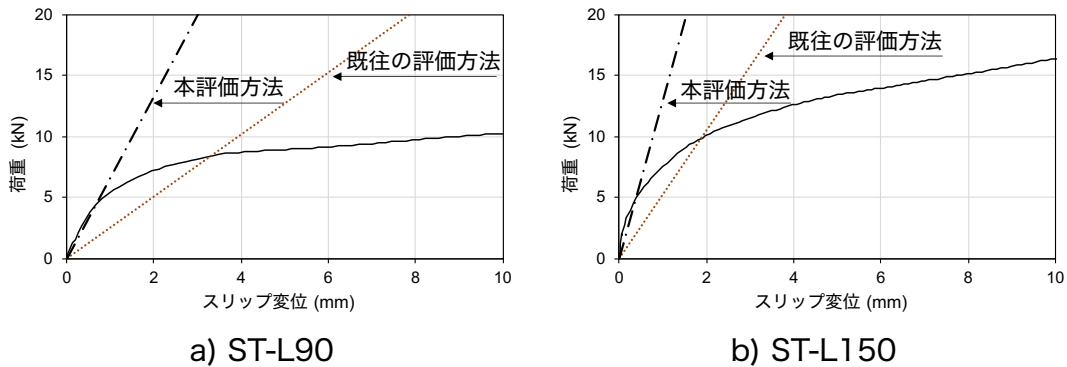 20
15
10
5
0
荷重 (kN)
本評価方法
既往の評価方法
0 2 4 6 8 10
スリップ変位 (mm)
a) ST-L90
20
15
10
5
0
荷重 (kN)
既往の評価方法
本評価方法
0 2 4 6 8 10
スリップ変位 (mm)
b) ST-L150